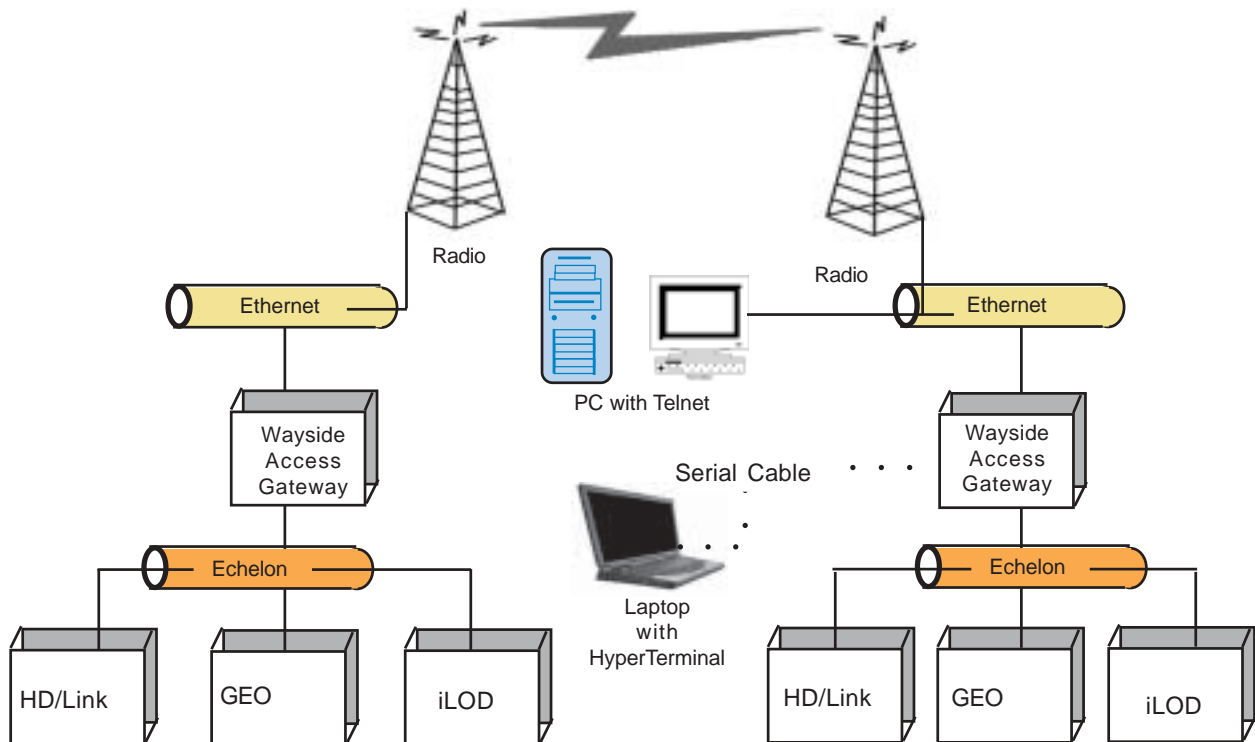 Radio
Radio
Ethernet
Ethernet
PC with Telnet
Wayside
Access
Gateway
Wayside
Access
Gateway
Serial Cable
Echelon
Echelon
Laptop
with
HyperTerminal
HD/Link
GEO
iLOD
HD/Link
GEO
iLOD